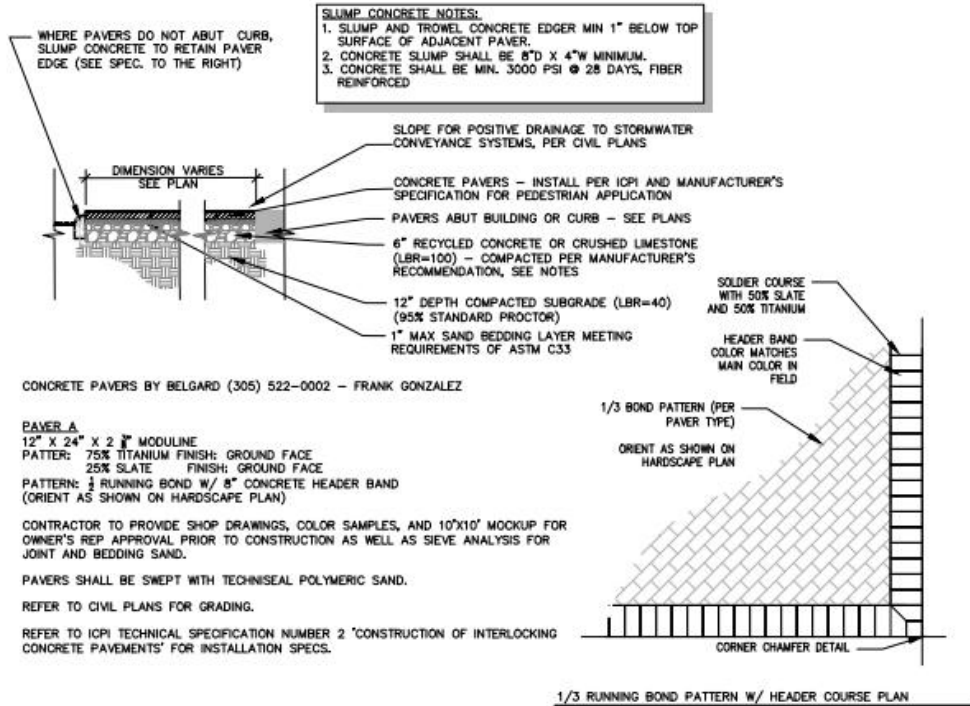 SLUMP CONCRETE NOTES:
1. SLUMP AND TROWEL CONCRETE EDGER MIN 1" BELOW TOP
SURFACE OF ADJACENT PAVER.
2. CONCRETE SLUMP SHALL BE 8"D X 4"W MINIMUM.
3. CONCRETE SHALL BE MIN. 3000 PSI @ 28 DAYS, FIBER
REINFORCED
WHERE PAVERS DO NOT ABUT CURB,
SLUMP CONCRETE TO RETAIN PAVER
EDGE (SEE SPEC. TO THE RIGHT)
DIMENSION VARIES
SEE PLAN
SLOPE FOR POSITIVE DRAINAGE TO STORMWATER
CONVEYANCE SYSTEMS, PER CIVIL PLANS
CONCRETE PAVERS – INSTALL PER ICPI AND MANUFACTURER'S
SPECIFICATION FOR PEDESTRIAN APPLICATION
PAVERS ABUT BUILDING OR CURB – SEE PLANS
6" RECYCLED CONCRETE OR CRUSHED LIMESTONE
(LBR=100) – COMPACTED PER MANUFACTURER'S
RECOMMENDATION, SEE NOTES
12" DEPTH COMPACTED SUBGRADE (LBR=40)
(95% STANDARD PROCTOR)
1" MAX SAND BEDDING LAYER MEETING
REQUIREMENTS OF ASTM C33
CONCRETE PAVERS BY BELGARD (305) 522-0002 – FRANK GONZALEZ
PAVER A
12" X 24" X 2 MODULINE
PATTER: 75% TITANIUM FINISH: GROUND FACE
25% SLATE FINISH: GROUND FACE
PATTERN: RUNNING BOND W/ 8" CONCRETE HEADER BAND
(ORIENT AS SHOWN ON HARDSCAPE PLAN)
CONTRACTOR TO PROVIDE SHOP DRAWINGS, COLOR SAMPLES, AND 10'X10' MOCKUP FOR
OWNER'S REP APPROVAL PRIOR TO CONSTRUCTION AS WELL AS SIEVE ANALYSIS FOR
JOINT AND BEDDING SAND.
PAVERS SHALL BE SWEPT WITH TECHNISEAL POLYMERIC SAND.
REFER TO CIVIL PLANS FOR GRADING.
REFER TO ICPI TECHNICAL SPECIFICATION NUMBER 2 'CONSTRUCTION OF INTERLOCKING
CONCRETE PAVEMENTS' FOR INSTALLATION SPECS.
SOLDIER COURSE
WITH 50% SLATE
AND 50% TITANIUM
HEADER BAND
COLOR MATCHES
MAIN COLOR IN
FIELD
1/3 BOND PATTERN (PER
PAVER TYPE)
ORIENT AS SHOWN ON
HARDSCAPE PLAN
CORNER CHAMFER DETAIL
1/3 RUNNING BOND PATTERN W/ HEADER COURSE PLAN